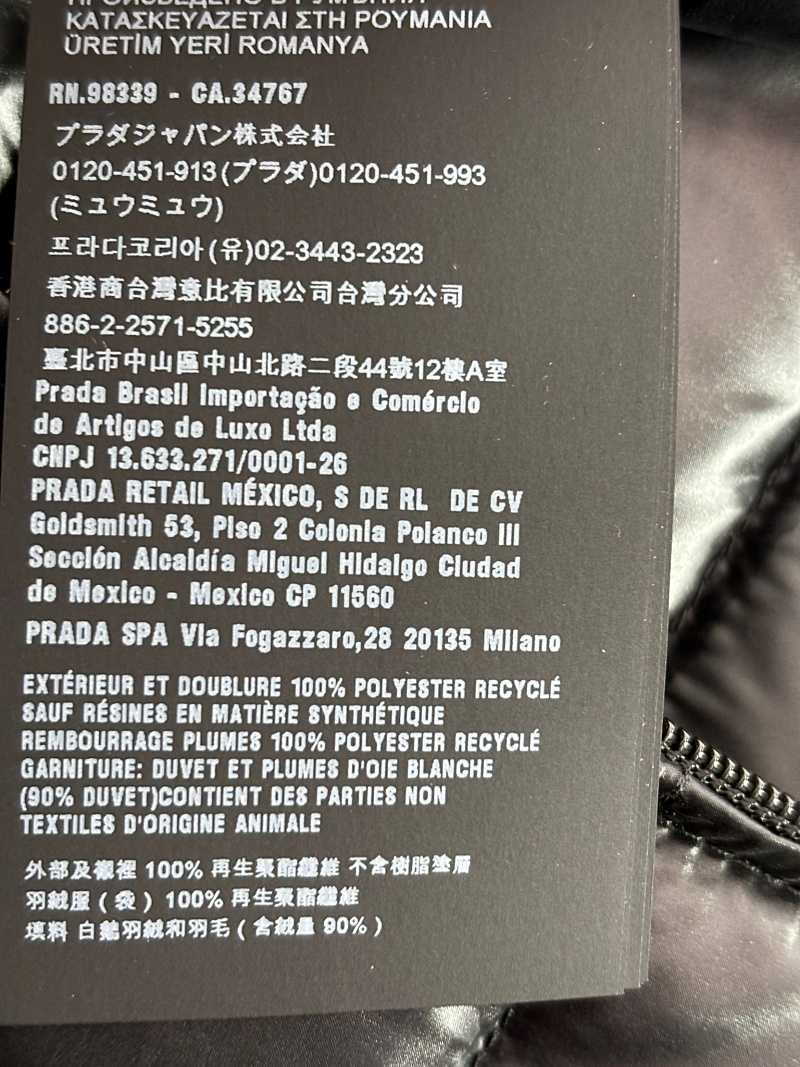 ΚΑΤΑΣΚΕΥΑΖΕΤΑΙ ΣΤΗ ΡΟΥΜΑΝΙΑ
ÜRETİM YERİ ROMANYA
RN.98339 - CA.34767
プラダジャパン株式会社
0120-451-913(プラダ)0120-451-993
(ミュウミュウ)
프라다코리아(유)02-3443-2323
香港商台灣意比有限公司台灣分公司
886-2-2571-5255
臺北市中山區中山北路二段44號12樓A室
Prada Brasil Importação e Comércio
de Artigos de Luxo Ltda
CNPJ 13.633.271/0001-26
PRADA RETAIL MÉXICO, S DE RL DE CV
Goldsmith 53, Piso 2 Colonia Polanco III
Sección Alcaldía Miguel Hidalgo Ciudad
de Mexico - Mexico CP 11560
PRADA SPA Via Fogazzaro,28 20135 Milano
EXTÉRIEUR ET DOUBLURE 100% POLYESTER RECYCLÉ
SAUF RÉSINES EN MATIÈRE SYNTHÉTIQUE
REMBOURRAGE PLUMES 100% POLYESTER RECYCLÉ
GARNITURE: DUVET ET PLUMES D'OIE BLANCHE
(90% DUVET)CONTIENT DES PARTIES NON
TEXTILES D'ORIGINE ANIMALE
外部及襯裡 100% 再生聚酯纖維 不含樹脂塗層
羽絨服 ( 袋 ) 100% 再生聚酯纖維
填料 白鵝羽絨和羽毛 ( 含絨量 90% )